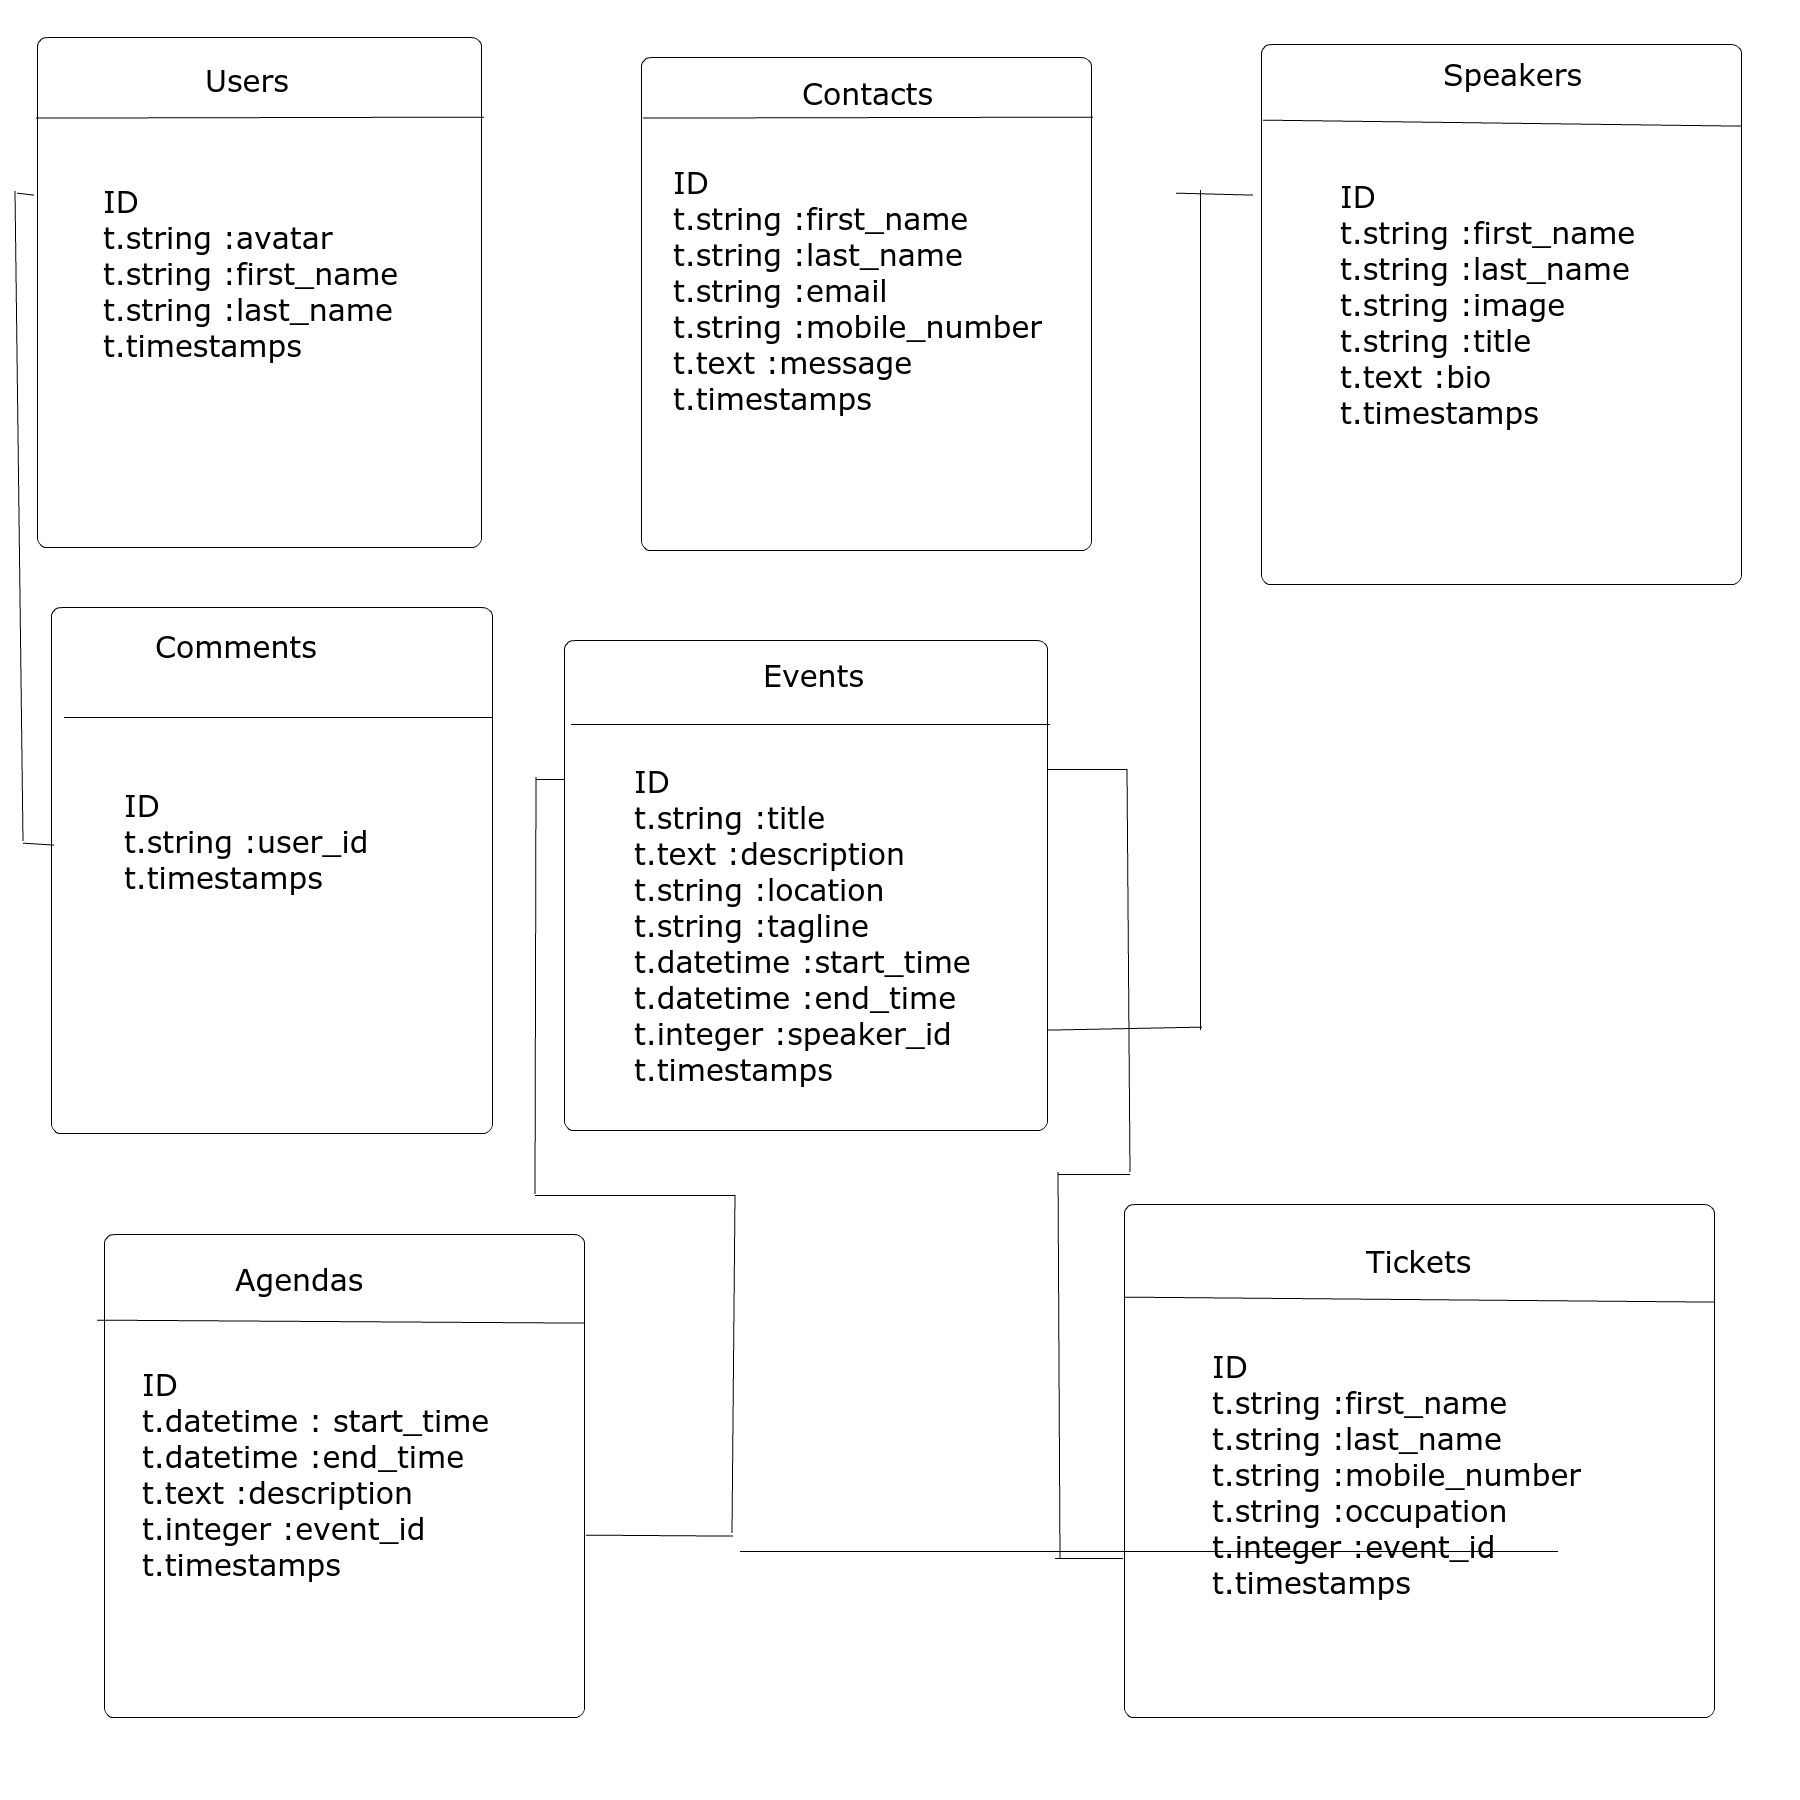 Users
ID
t.string :avatar
t.string :first_name
t.string :last_name
t.timestamps
Contacts
ID
t.string :first_name
t.string :last_name
t.string :email
t.string :mobile_number
t.text :message
t.timestamps
Speakers
ID
t.string :first_name
t.string :last_name
t.string :image
t.string :title
t.text :bio
t.timestamps
Comments
ID
t.string :user_id
t.timestamps
Events
ID
t.string :title
t.text :description
t.string :location
t.string :tagline
t.datetime :start_time
t.datetime :end_time
t.integer :speaker_id
t.timestamps
Agendas
ID
t.datetime : start_time
t.datetime :end_time
t.text :description
t.integer :event_id
t.timestamps
Tickets
ID
t.string :first_name
t.string :last_name
t.string :mobile_number
t.string :occupation
t.integer :event_id
t.timestamps